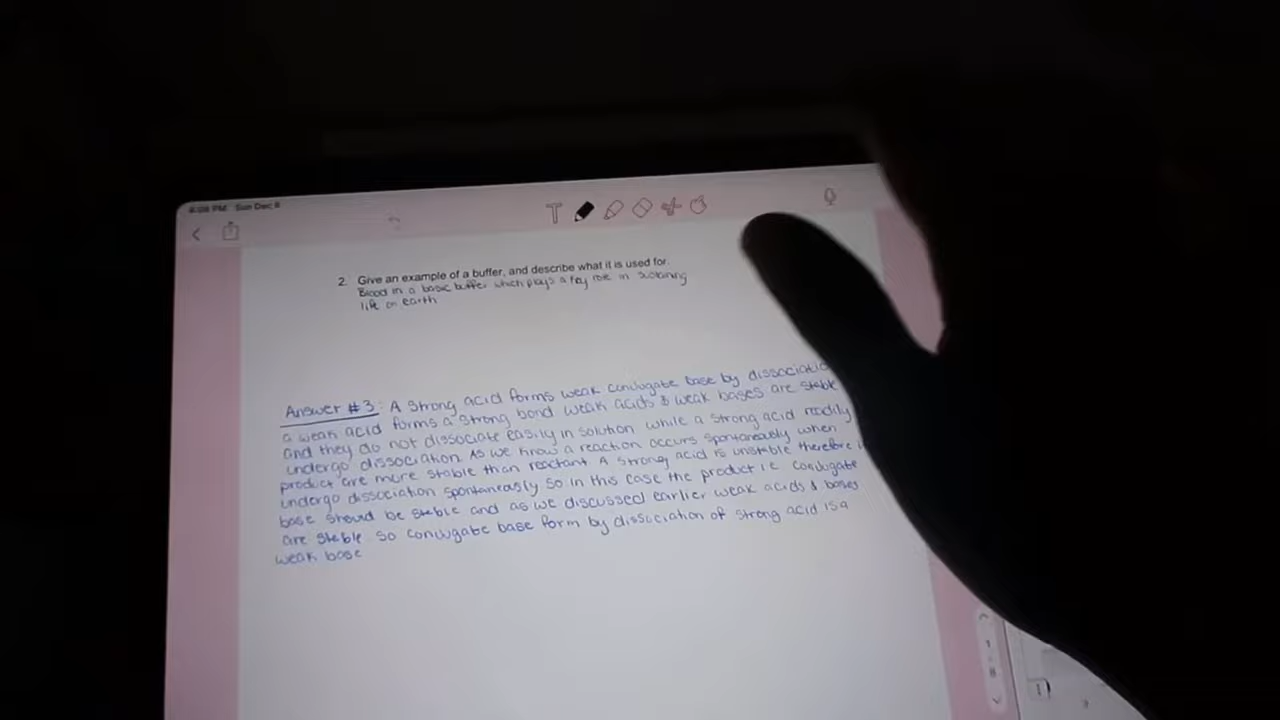 4:08 PM Sun Dec 8
T
2. Give an example of a buffer, and describe what it is used for.
Blood in a basic buffer which plays a key role in sustaining
life on earth
Answer #3: A strong acid forms weak conjugate base by
a weak acid forms a strong bond weak acids & weak bases are stable
and they do not dissociate easily in solution while a strong acid readily
undergo dissociation. As we know a reaction occurs spontaneously when
product are more stable than reactant A strong acid is unstable therefore
undergo dissociation spontaneously so in this case the product i.e. conjugate
base should be stable and as we discussed earlier weak acids & bases
are stable so conjugate base form by dissociation of strong acid is a
weak base